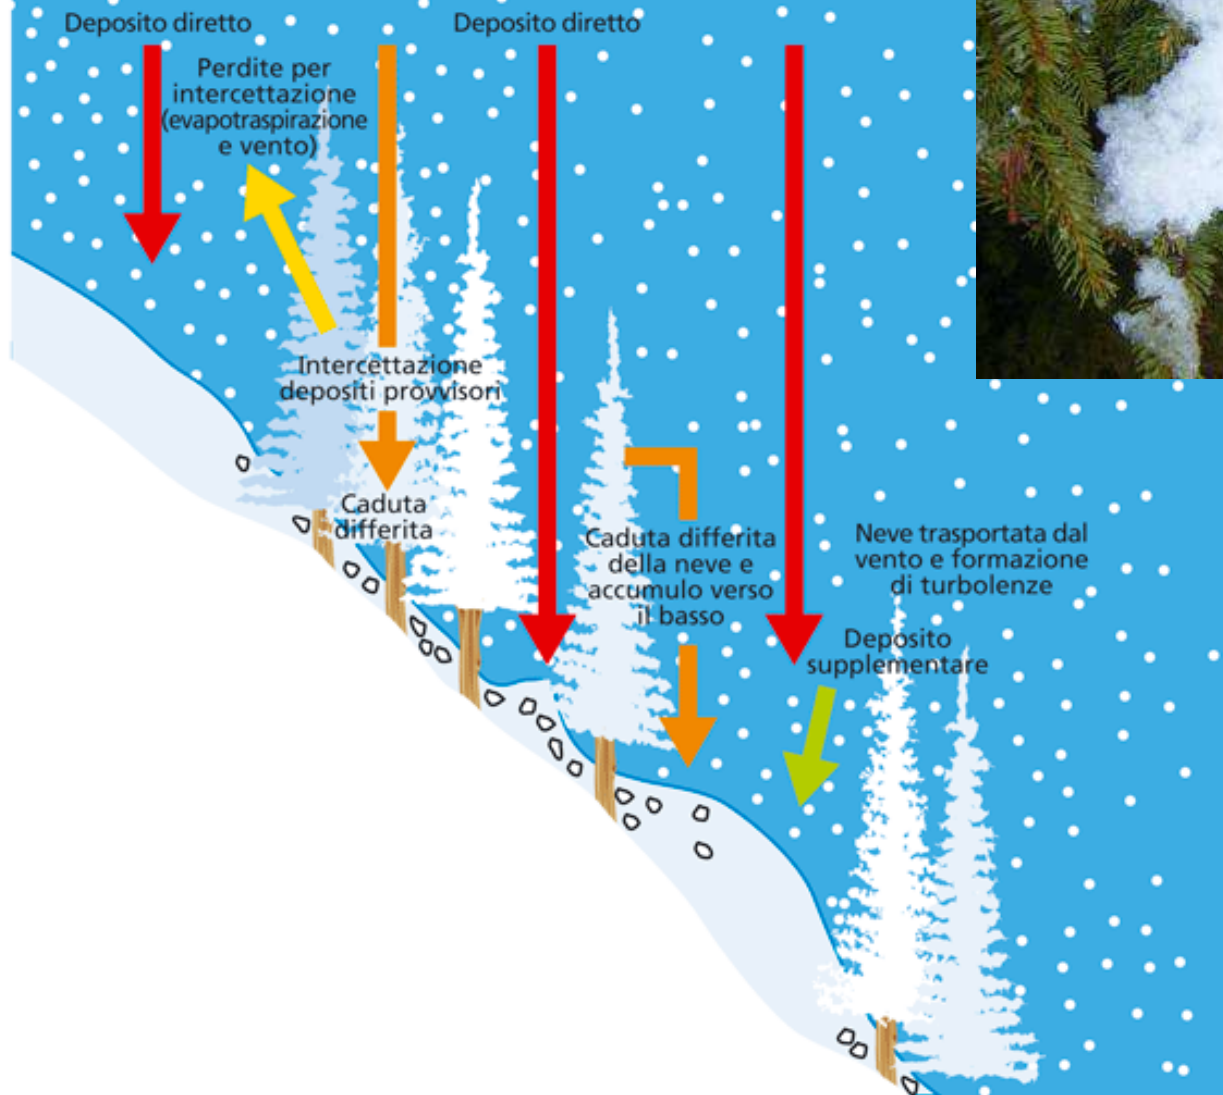 Deposito diretto
Perdite per
intercettazione
(evapotraspirazione
e vento)
Deposito diretto
Intercettazione
depositi provvisori
Caduta
differita
Caduta differita
della neve e
accumulo verso
il basso
Neve trasportata dal
vento e formazione
di turbolenze
Deposito
supplementare